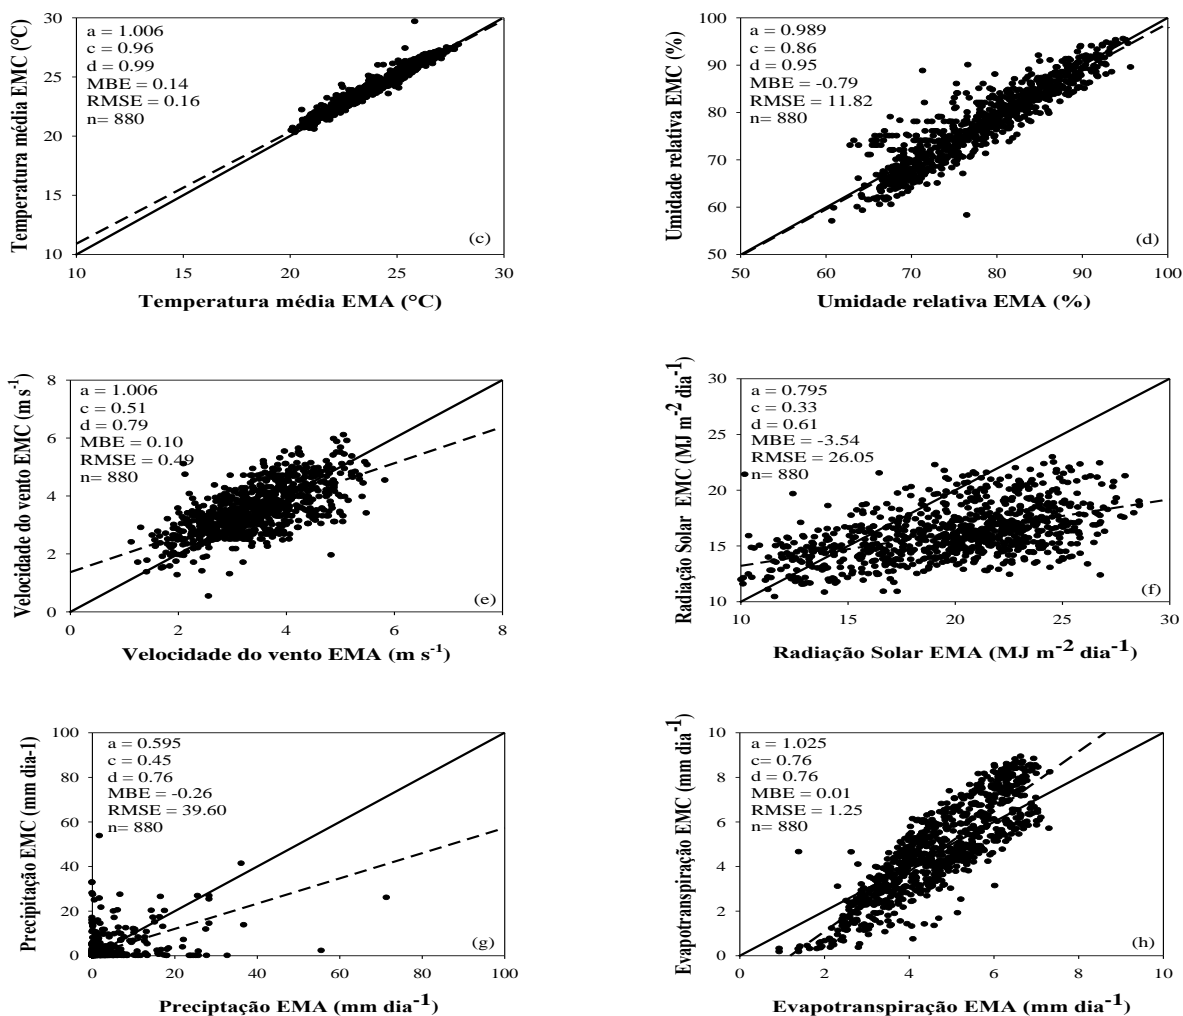 Temperatura média EMC (°C)
30
25
20
15
10
a = 1.006
c = 0.96
d = 0.99
MBE = 0.14
RMSE = 0.16
n= 880
(c)
10 15 20 25 30
Temperatura média EMA (°C)
Umidade relativa EMC (%)
100
90
80
70
60
50
a = 0.989
c = 0.86
d = 0.95
MBE = -0.79
RMSE = 11.82
n= 880
(d)
50 60 70 80 90 100
Umidade relativa EMA (%)
Velocidade do vento EMC (m s-1)
8
6
4
2
0
a = 1.006
c = 0.51
d = 0.79
MBE = 0.10
RMSE = 0.49
n= 880
(e)
0 2 4 6 8
Velocidade do vento EMA (m s-1)
Radiação Solar EMC (MJ m-2 dia-1)
30
25
20
15
10
a = 0.795
c = 0.33
d = 0.61
MBE = -3.54
RMSE = 26.05
n= 880
(f)
10 15 20 25 30
Radiação Solar EMA (MJ m-2 dia-1)
Precipitação EMC (mm dia-1)
100
80
60
40
20
0
a = 0.595
c = 0.45
d = 0.76
MBE = -0.26
RMSE = 39.60
n= 880
(g)
0 20 40 60 80 100
Preciptação EMA (mm dia-1)
Evapotranspiração EMC (mm dia-1)
10
8
6
4
2
0
a = 1.025
c= 0.76
d = 0.76
MBE = 0.01
RMSE = 1.25
n= 880
(h)
0 2 4 6 8 10
Evapotranspiração EMA (mm dia-1)